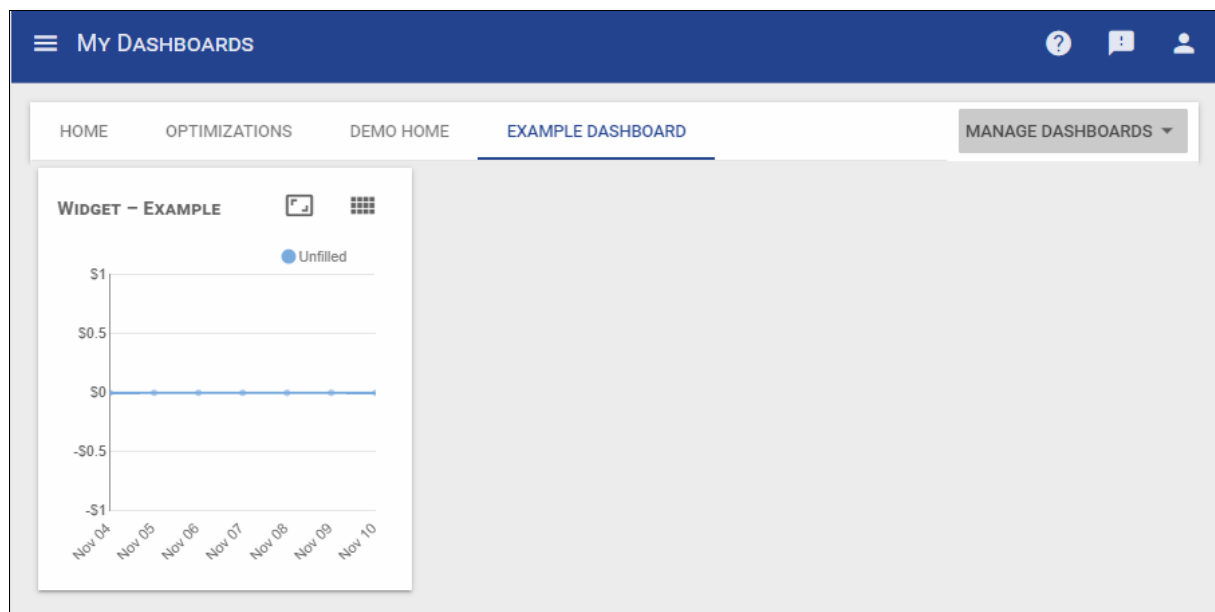 My Dashboards
HOME OPTIMIZATIONS DEMO HOME EXAMPLE DASHBOARD MANAGE DASHBOARDS
Widget – Example
Unfilled
$1
$0.5
$0
-$0.5
-$1
Nov 04 Nov 05 Nov 06 Nov 07 Nov 08 Nov 09 Nov 10